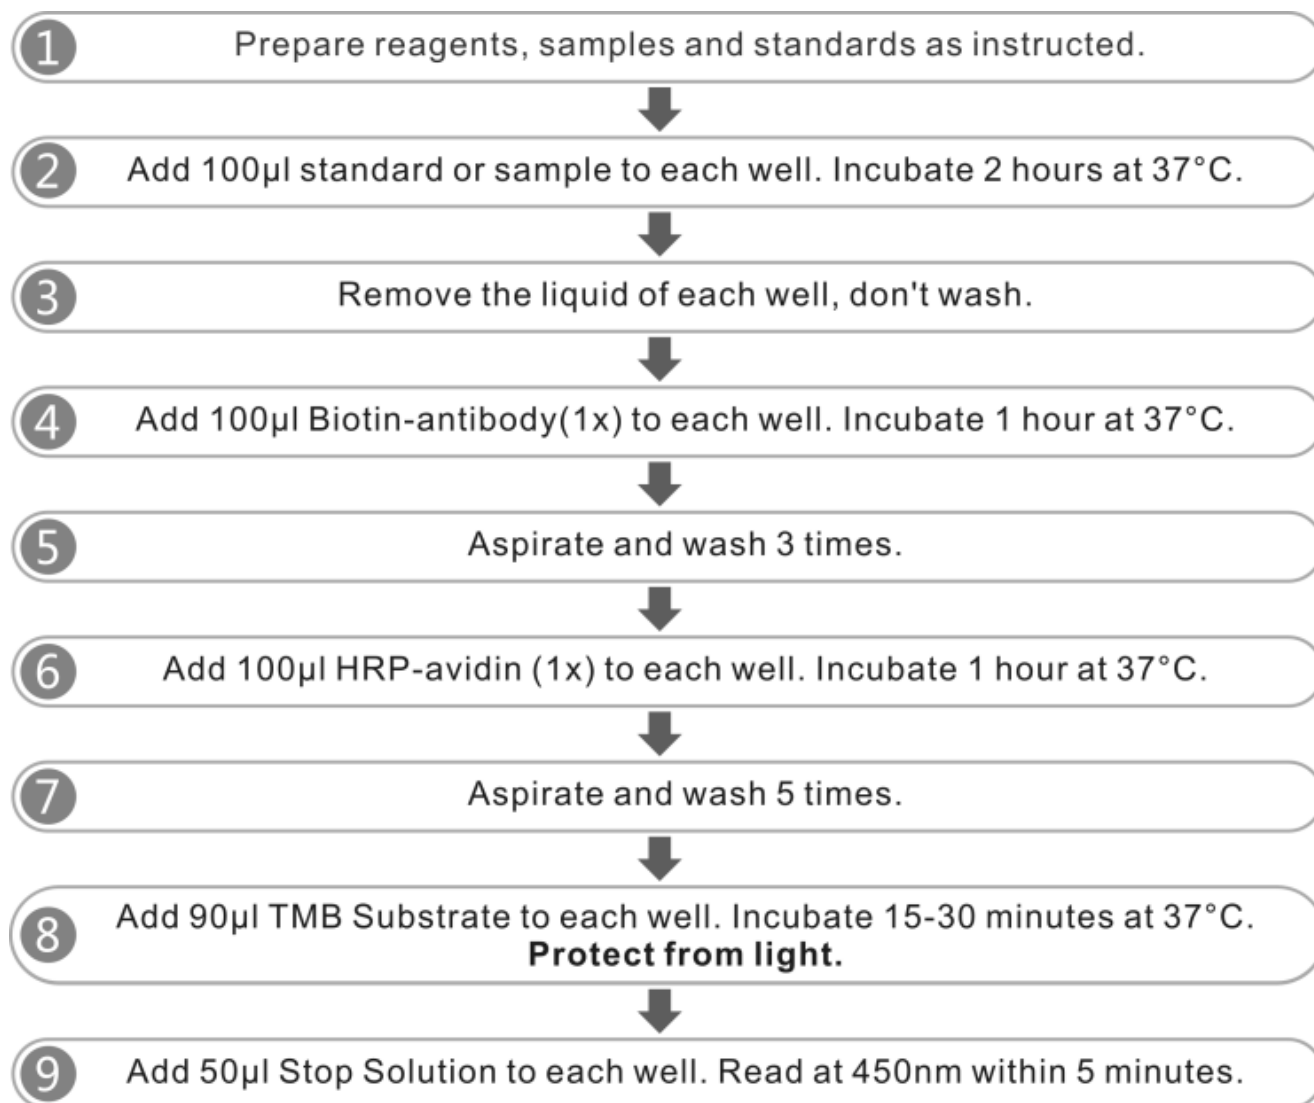 1 Prepare reagents, samples and standards as instructed.
2 Add 100µl standard or sample to each well. Incubate 2 hours at 37°C.
3 Remove the liquid of each well, don't wash.
4 Add 100µl Biotin-antibody(1x) to each well. Incubate 1 hour at 37°C.
5 Aspirate and wash 3 times.
6 Add 100µl HRP-avidin (1x) to each well. Incubate 1 hour at 37°C.
7 Aspirate and wash 5 times.
8 Add 90µl TMB Substrate to each well. Incubate 15-30 minutes at 37°C.
Protect from light.
9 Add 50µl Stop Solution to each well. Read at 450nm within 5 minutes.